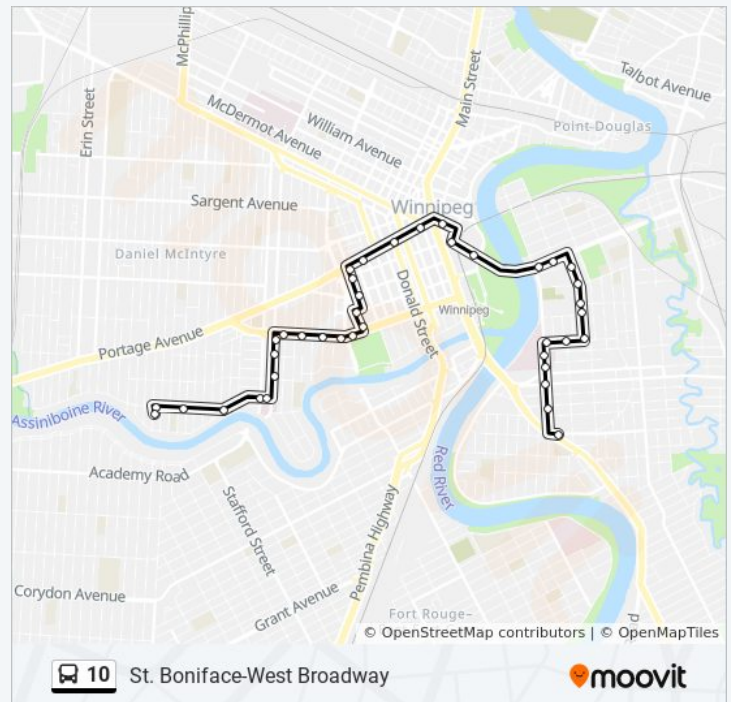 McPhillip
Main Street
Talbot Avenue
Erin Street
McDermot Avenue
William Avenue
Point Douglas
Sargent Avenue
Winnipeg
Daniel McIntyre
Donald Street
Winnipeg
Portage Avenue
Assiniboine River
Academy Road
Red River
Stafford Street
Pembina Highway
Corydon Avenue
Grant Avenue
Fort Rouge–
© OpenStreetMap contributors | © OpenMapTiles
10 St. Boniface-West Broadway
moovit